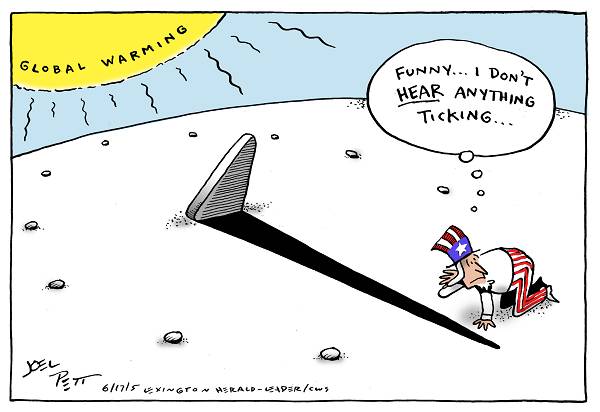 GLOBAL WARMING
FUNNY... I DON'T
HEAR ANYTHING
TICKING...
?
JOEL
PETT
6/17/5 LEXINGTON HERALD-LEADER/CWS